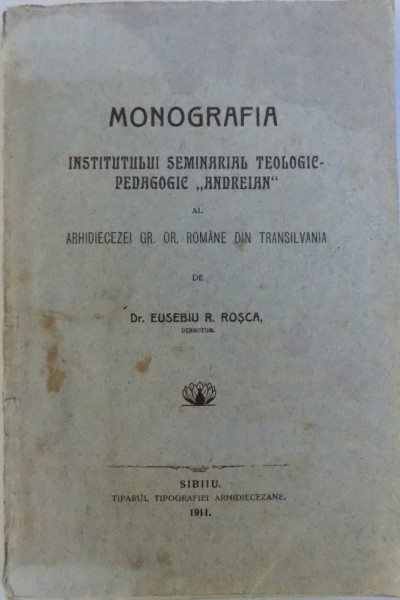 MONOGRAFIA
INSTITUTULUI SEMINARIAL TEOLOGIC-
PEDAGOGIC „ANDREIAN“
AL
ARHIDIECEZEI GR. OR. ROMÂNE DIN TRANSILVANIA
DE
Dr. EUSEBIU R. ROȘCA,
DIRECTOR.
SIBIIU.
TIPARUL TIPOGRAFIEI ARHIDIECEZANE.
1911.